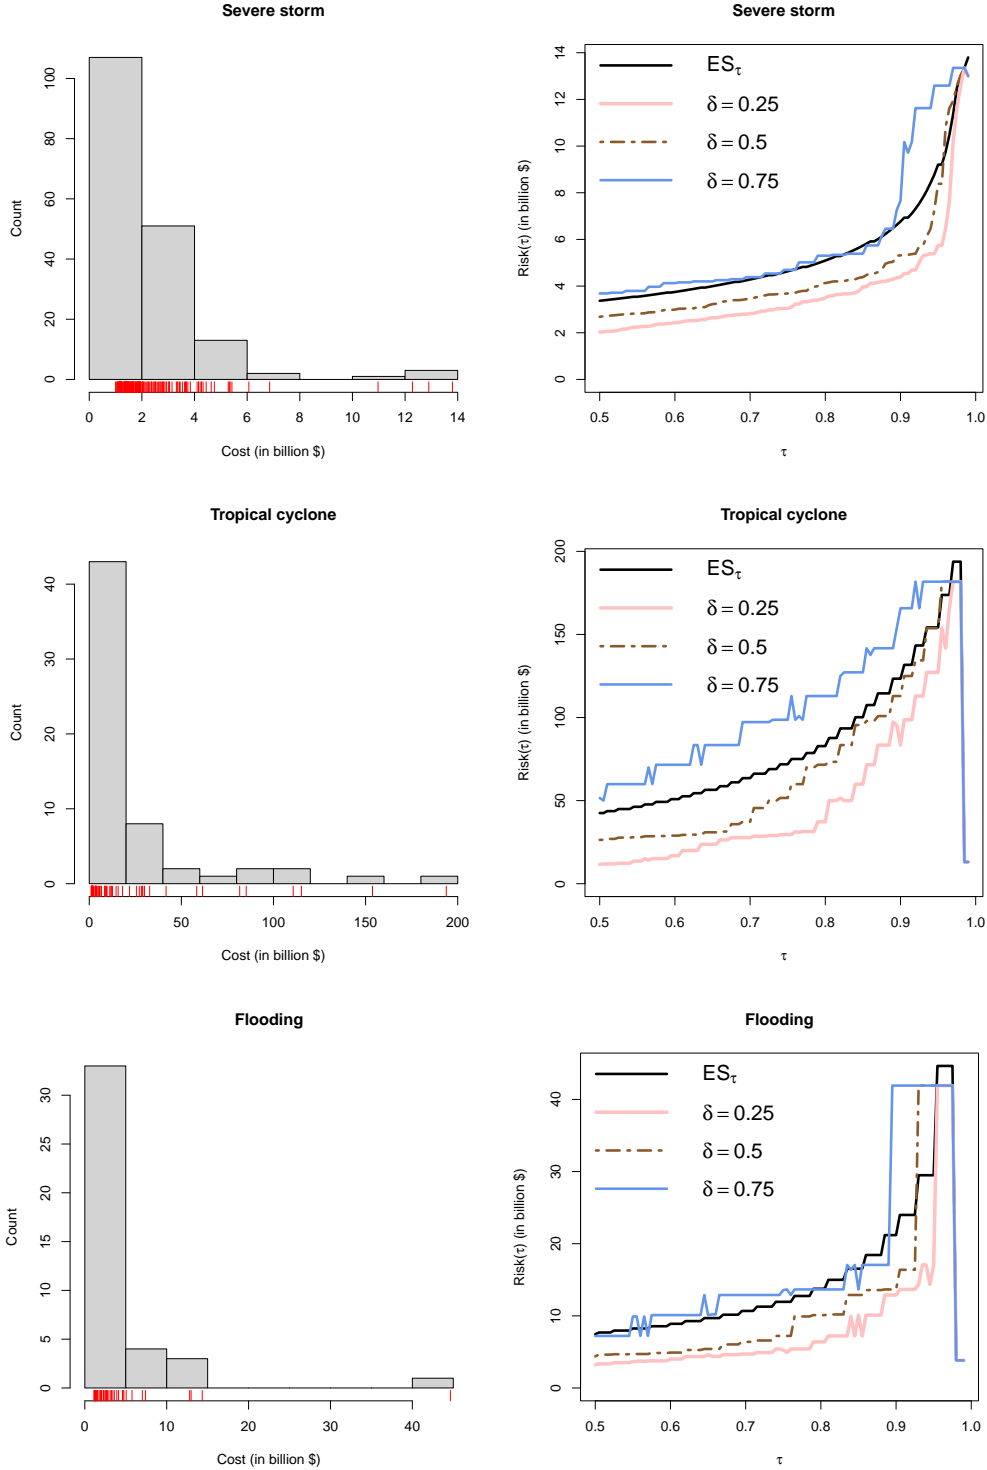 Severe storm
Count
0
20
40
60
80
100
0 2 4 6 8 10 12 14
Cost (in billion $)
Severe storm
Risk(τ) (in billion $)
0
2
4
6
8
10
12
14
ESτ
δ = 0.25
δ = 0.5
δ = 0.75
0.5 0.6 0.7 0.8 0.9 1.0
τ
Tropical cyclone
Count
0
10
20
30
40
0 50 100 150 200
Cost (in billion $)
Tropical cyclone
Risk(τ) (in billion $)
0
50
100
150
200
ESτ
δ = 0.25
δ = 0.5
δ = 0.75
0.5 0.6 0.7 0.8 0.9 1.0
τ
Flooding
Count
0
5
10
15
20
25
30
0 10 20 30 40
Cost (in billion $)
Flooding
Risk(τ) (in billion $)
0
10
20
30
40
ESτ
δ = 0.25
δ = 0.5
δ = 0.75
0.5 0.6 0.7 0.8 0.9 1.0
τ